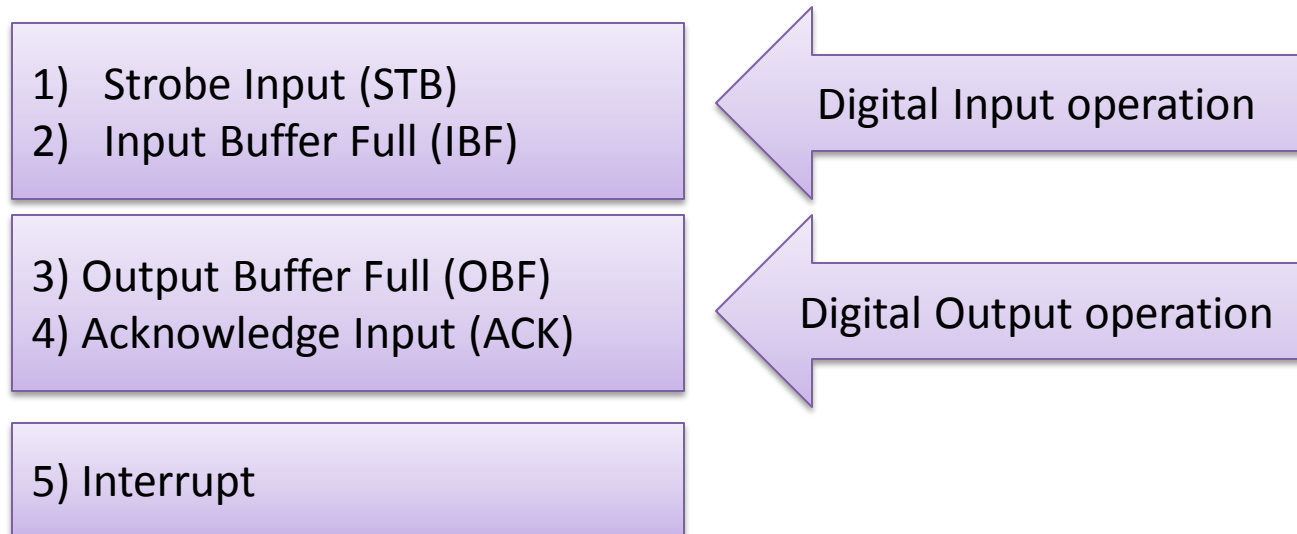 1) Strobe Input (STB)
2) Input Buffer Full (IBF)
Digital Input operation
3) Output Buffer Full (OBF)
4) Acknowledge Input (ACK)
Digital Output operation
5) Interrupt